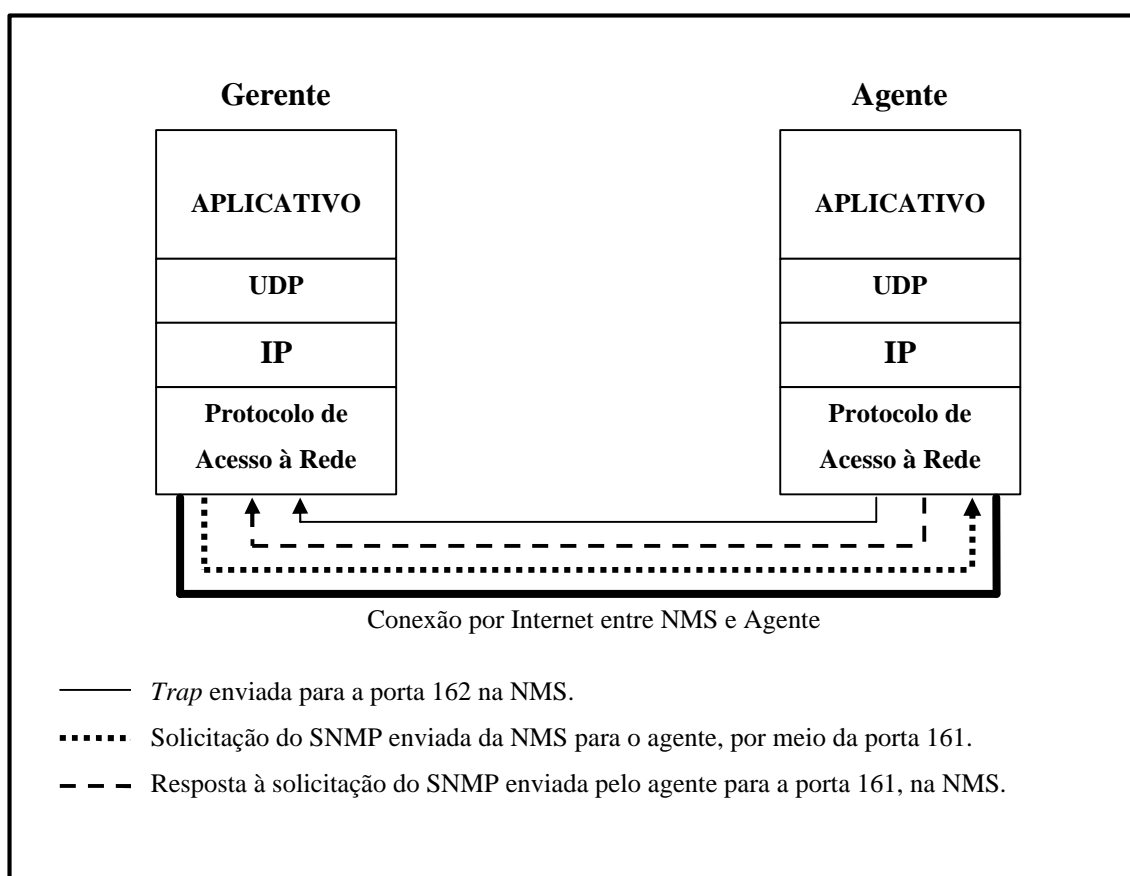 Gerente
Agente
APLICATIVO
APLICATIVO
UDP
UDP
IP
IP
Protocolo de
Acesso à Rede
Protocolo de
Acesso à Rede
Conexão por Internet entre NMS e Agente
Trap enviada para a porta 162 na NMS.
Solicitação do SNMP enviada da NMS para o agente, por meio da porta 161.
Resposta à solicitação do SNMP enviada pelo agente para a porta 161, na NMS.